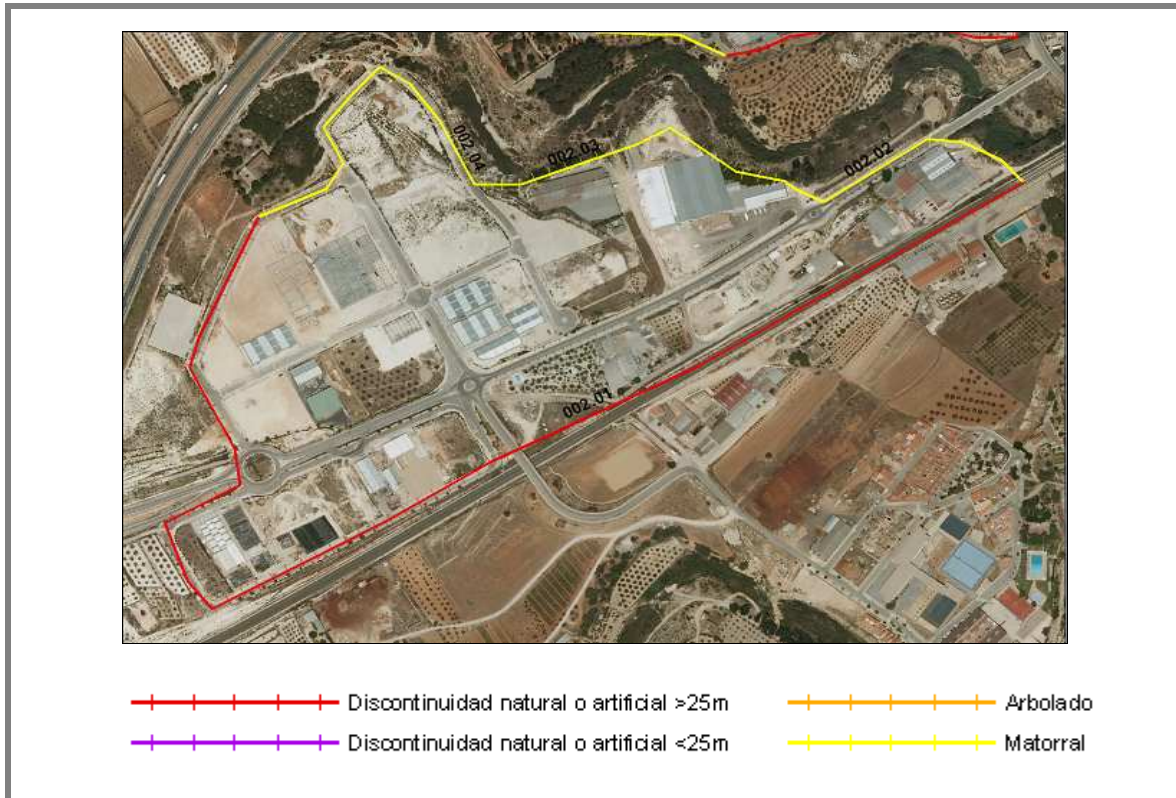 002.04
002.03
002.02
002.01
Discontinuidad natural o artificial >25m
Arbolado
Discontinuidad natural o artificial <25m
Matorral